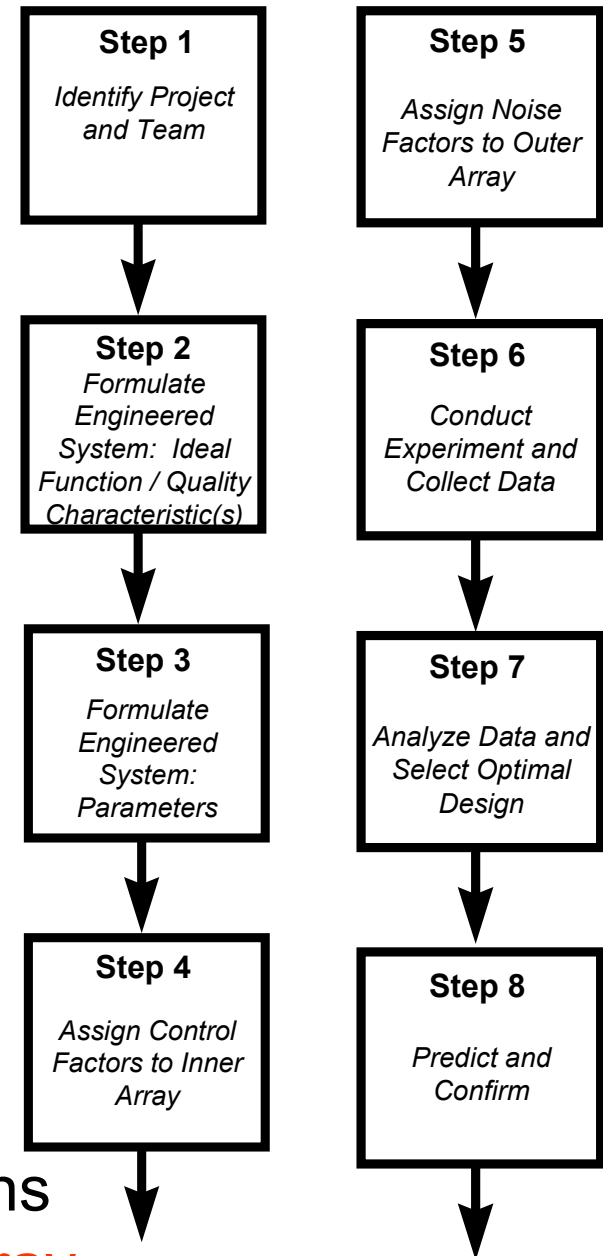 Step 1
Identify Project
and Team
Step 2
Formulate
Engineered
System: Ideal
Function / Quality
Characteristic(s)
Step 3
Formulate
Engineered
System:
Parameters
Step 4
Assign Control
Factors to Inner
Array
Step 5
Assign Noise
Factors to Outer
Array
Step 6
Conduct
Experiment and
Collect Data
Step 7
Analyze Data and
Select Optimal
Design
Step 8
Predict and
Confirm
ns